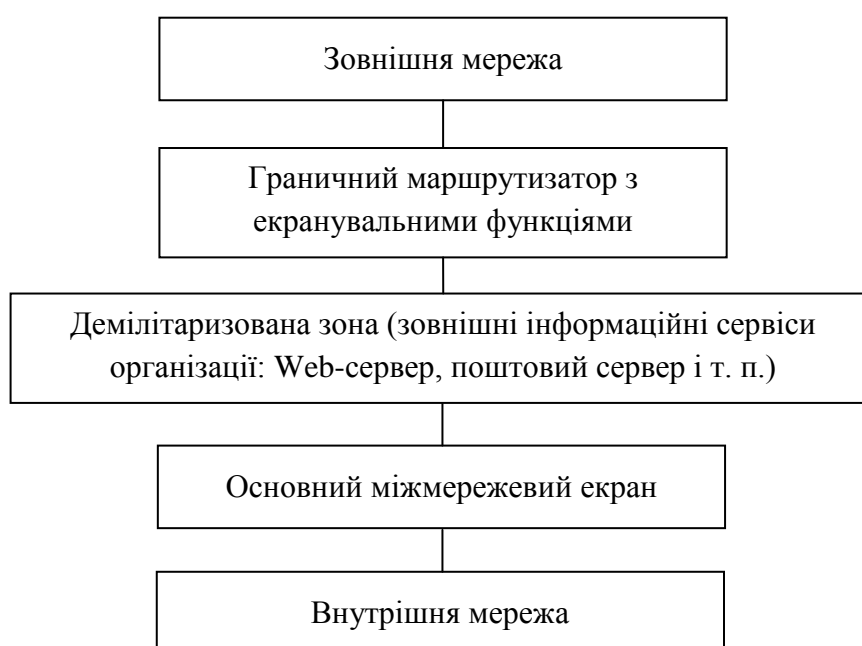 Зовнішня мережа
Граничний маршрутизатор з
екранувальними функціями
Демілітаризована зона (зовнішні інформаційні сервіси
організації: Web-сервер, поштовий сервер і т. п.)
Основний міжмережевий екран
Внутрішня мережа